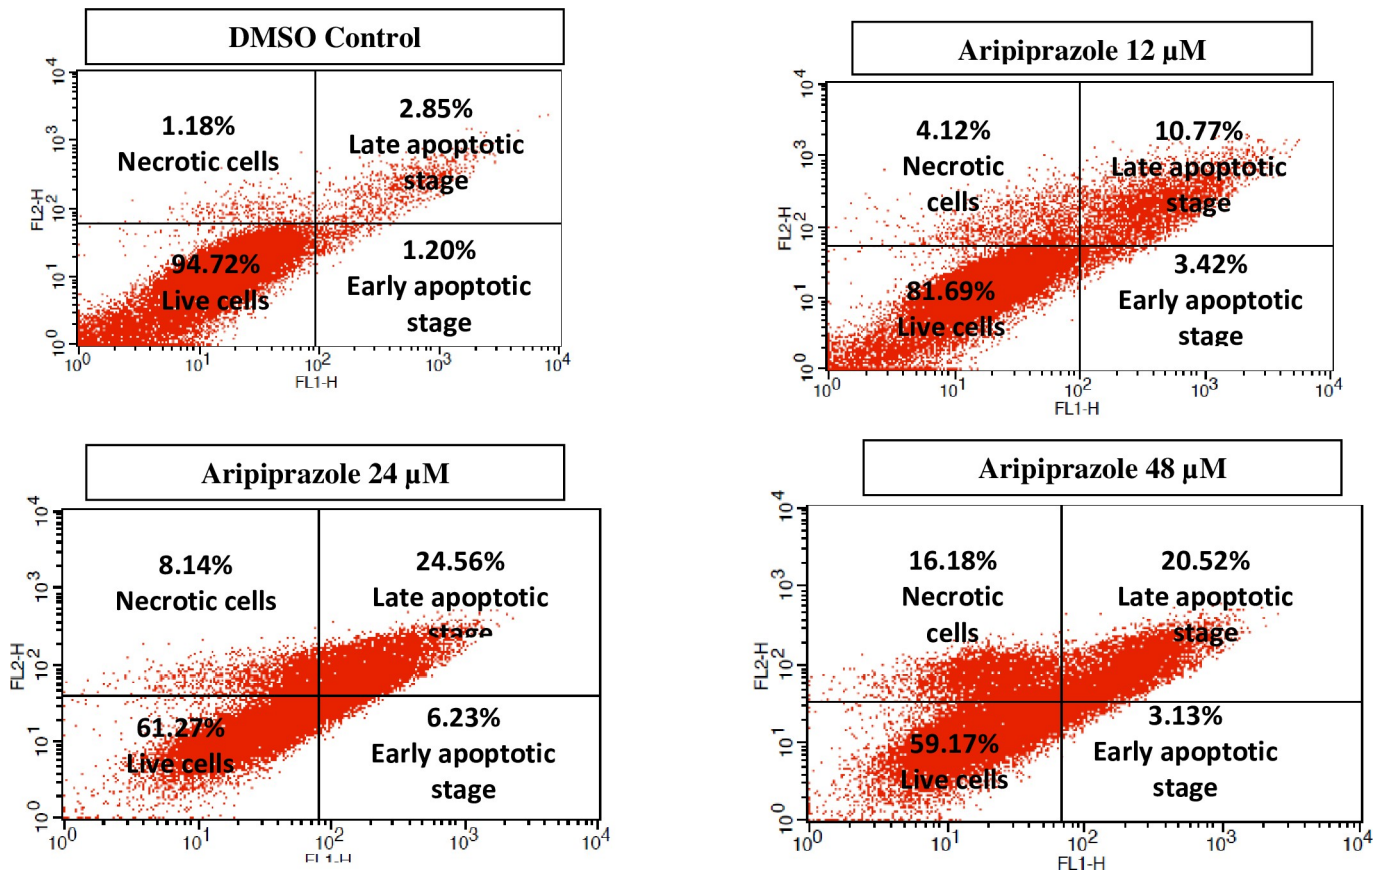 DMSO Control
10^4
10^3
10^2
10^1
10^0
FL2-H
1.18%
Necrotic cells
2.85%
Late apoptotic
stage
94.72%
Live cells
1.20%
Early apoptotic
stage
10^0 10^1 10^2 10^3 10^4
FL1-H
Aripiprazole 12 µM
10^4
10^3
10^2
10^1
10^0
FL2-H
4.12%
Necrotic
cells
10.77%
Late apoptotic
stage
81.69%
Live cells
3.42%
Early apoptotic
stage
10^0 10^1 10^2 10^3 10^4
FL1-H
Aripiprazole 24 µM
10^4
10^3
10^2
10^1
10^0
FL2-H
8.14%
Necrotic cells
24.56%
Late apoptotic
stage
61.27%
Live cells
6.23%
Early apoptotic
stage
10^0 10^1 10^2 10^3 10^4
FL1-H
Aripiprazole 48 µM
10^4
10^3
10^2
10^1
10^0
FL2-H
16.18%
Necrotic
cells
20.52%
Late apoptotic
stage
59.17%
Live cells
3.13%
Early apoptotic
stage
10^0 10^1 10^2 10^3 10^4
FL1-H